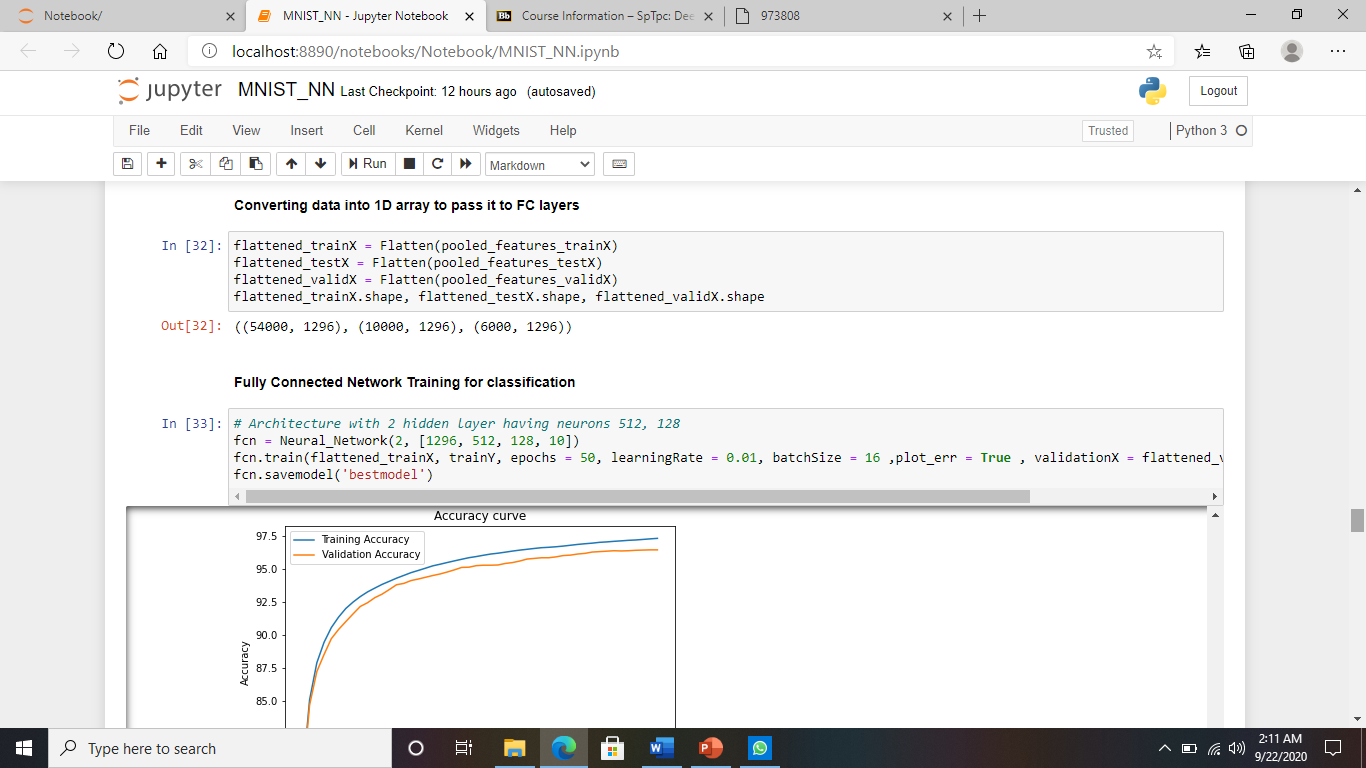 Notebook/
MNIST_NN - Jupyter Notebook
Course Information – SpTpc: Dee
973808
localhost:8890/notebooks/Notebook/MNIST_NN.ipynb
jupyter MNIST_NN Last Checkpoint: 12 hours ago (autosaved)
Logout
File Edit View Insert Cell Kernel Widgets Help
Trusted
Python 3
Run
Markdown
Converting data into 1D array to pass it to FC layers
In [32]:
flattened_trainX = Flatten(pooled_features_trainX)
flattened_testX = Flatten(pooled_features_testX)
flattened_validX = Flatten(pooled_features_validX)
flattened_trainX.shape, flattened_testX.shape, flattened_validX.shape
Out[32]: ((54000, 1296), (10000, 1296), (6000, 1296))
Fully Connected Network Training for classification
In [33]:
# Architecture with 2 hidden layer having neurons 512, 128
fcn = Neural_Network(2, [1296, 512, 128, 10])
fcn.train(flattened_trainX, trainY, epochs = 50, learningRate = 0.01, batchSize = 16 ,plot_err = True , validationX = flattened_v
fcn.savemodel('bestmodel')
Accuracy curve
Training Accuracy
Validation Accuracy
97.5
95.0
92.5
90.0
87.5
85.0
Accuracy
Type here to search
2:11 AM
9/22/2020